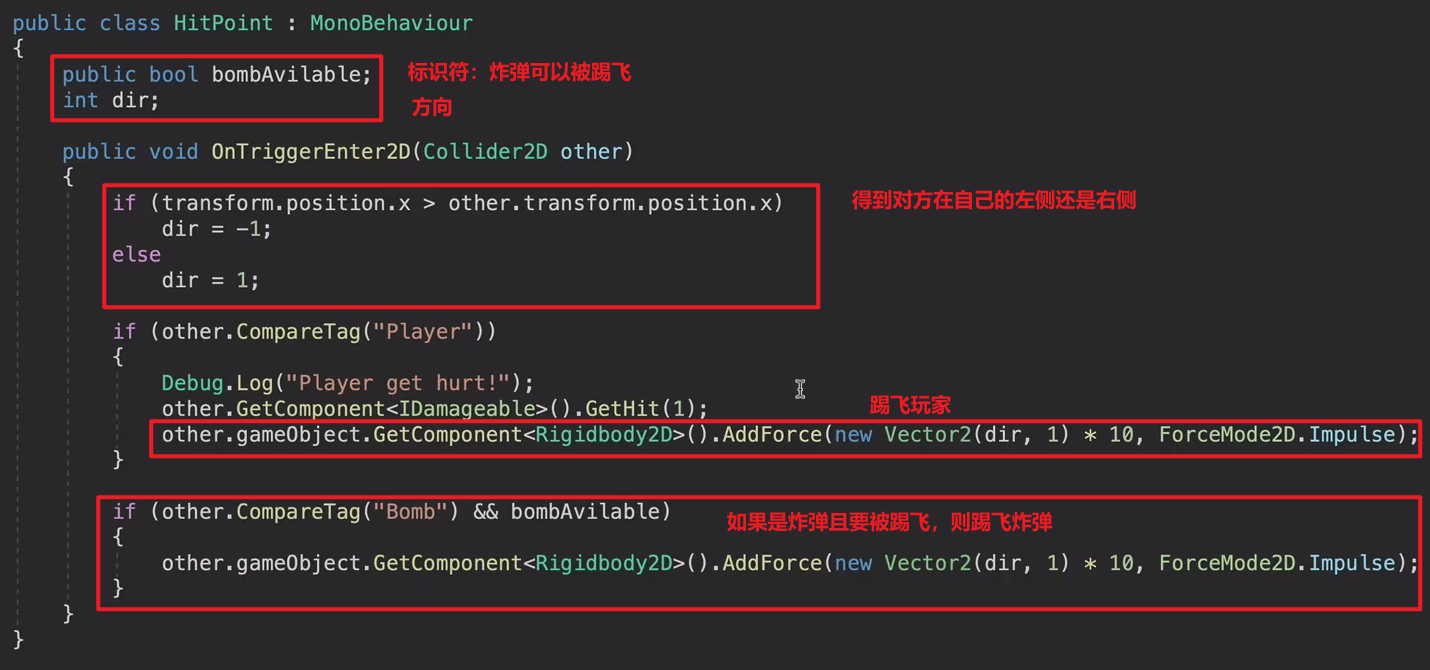 public class HitPoint : MonoBehaviour
{
public bool bombAvilable; 标识符：炸弹可以被踢飞
int dir; 方向
public void OnTriggerEnter2D(Collider2D other)
{
if (transform.position.x > other.transform.position.x) 得到对方在自己的左侧还是右侧
dir = -1;
else
dir = 1;
if (other.CompareTag("Player"))
{
Debug.Log("Player get hurt!");
other.GetComponent<IDamageable>().GetHit(1); 踢飞玩家
other.gameObject.GetComponent<Rigidbody2D>().AddForce(new Vector2(dir, 1) * 10, ForceMode2D.Impulse);
}
if (other.CompareTag("Bomb") && bombAvilable) 如果是炸弹且要被踢飞，则踢飞炸弹
{
other.gameObject.GetComponent<Rigidbody2D>().AddForce(new Vector2(dir, 1) * 10, ForceMode2D.Impulse);
}
}
}